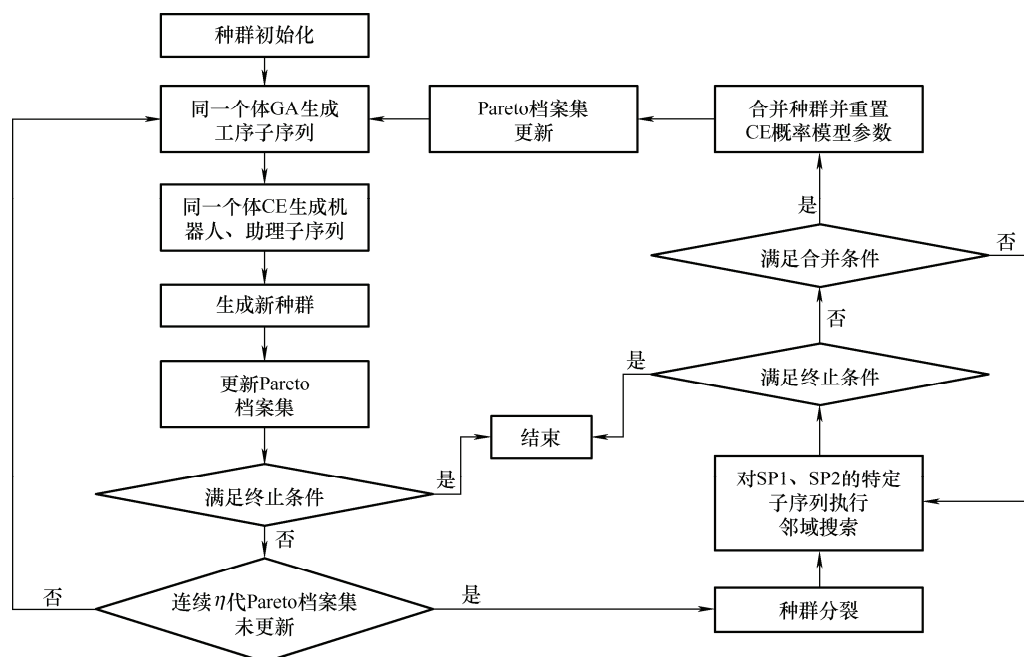 种群初始化
同一个体GA生成
工序子序列
同一个体CE生成机
器人、助理子序列
生成新种群
更新Pareto
档案集
满足终止条件
是
否
连续η代Pareto档案集
未更新
否
是
结束
Pareto档案集
更新
合并种群并重置
CE概率模型参数
是
满足合并条件
否
否
满足终止条件
是
对SP1、SP2的特定
子序列执行
邻域搜索
种群分裂